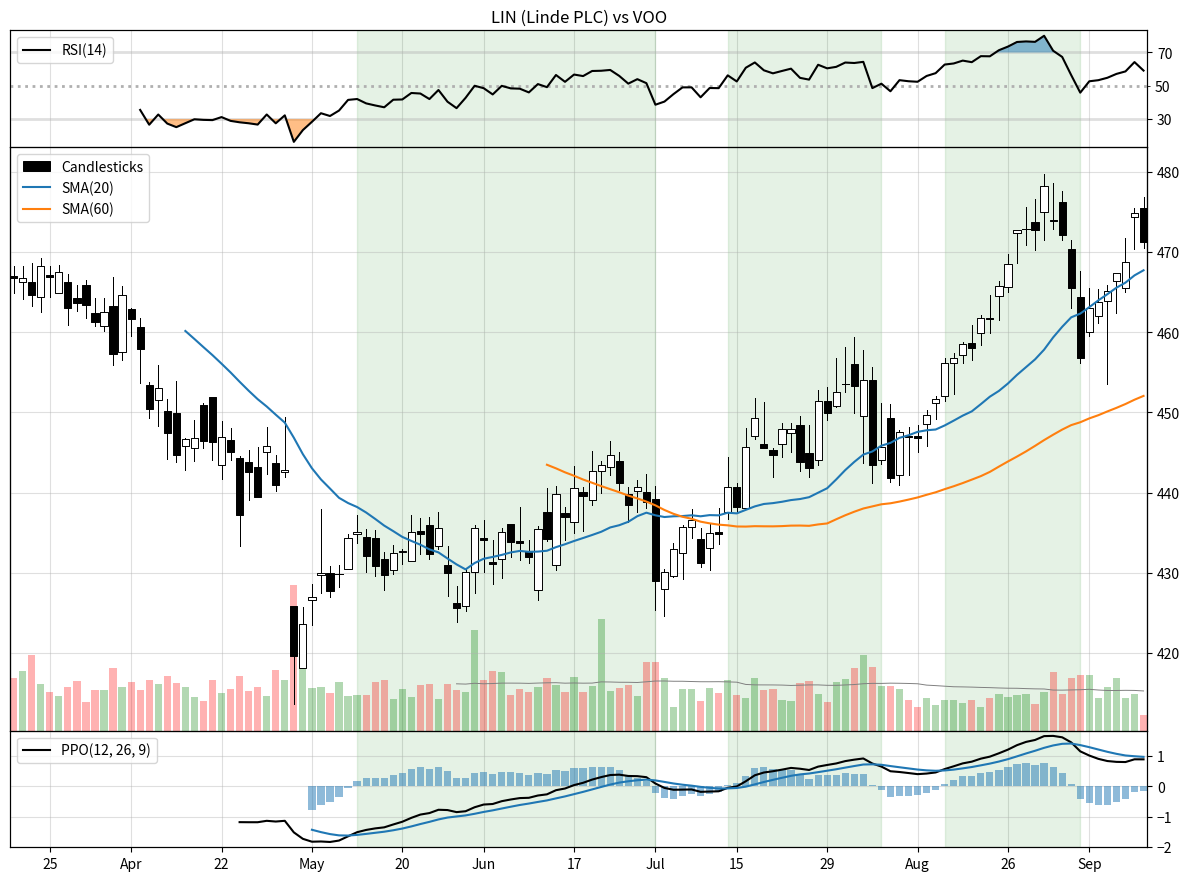 LIN (Linde PLC) vs VOO
RSI(14)
70
50
30
Candlesticks
SMA(20)
SMA(60)
480
470
460
450
440
430
420
PPO(12, 26, 9)
1
0
−1
−2
25 Apr 22 May 20 Jun 17 Jul 15 29 Aug 26 Sep